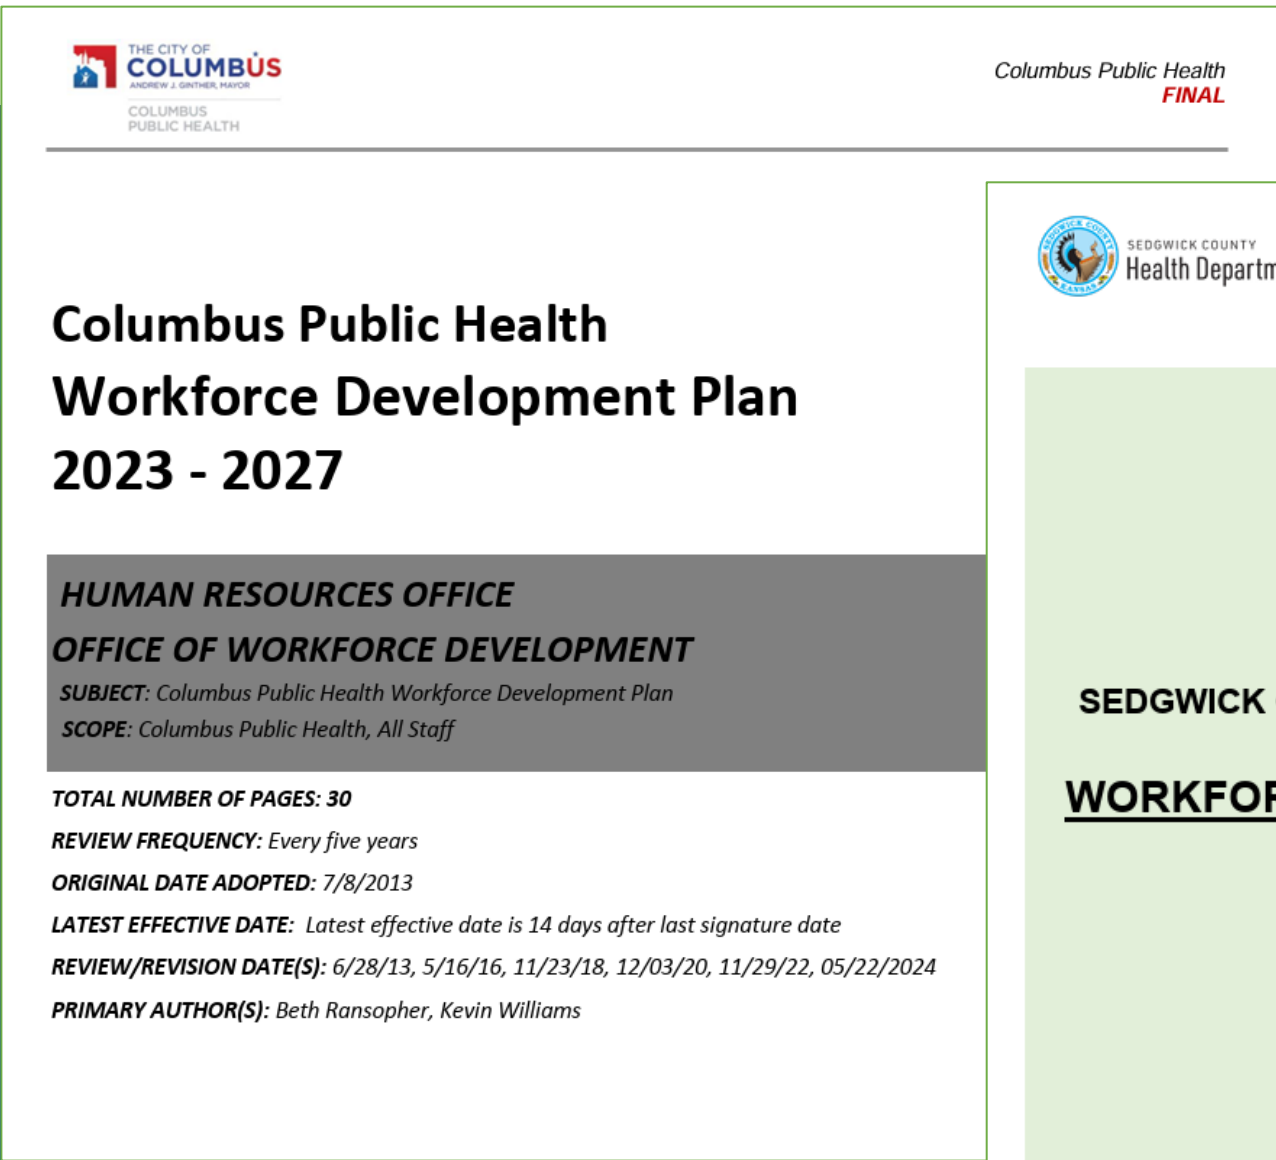 THE CITY OF
COLUMBUS
ANDREW J. GINTHER, MAYOR
COLUMBUS
PUBLIC HEALTH
Columbus Public Health
FINAL
Columbus Public Health
Workforce Development Plan
2023 - 2027
HUMAN RESOURCES OFFICE
OFFICE OF WORKFORCE DEVELOPMENT
SUBJECT: Columbus Public Health Workforce Development Plan
SCOPE: Columbus Public Health, All Staff
TOTAL NUMBER OF PAGES: 30
REVIEW FREQUENCY: Every five years
ORIGINAL DATE ADOPTED: 7/8/2013
LATEST EFFECTIVE DATE: Latest effective date is 14 days after last signature date
REVIEW/REVISION DATE(S): 6/28/13, 5/16/16, 11/23/18, 12/03/20, 11/29/22, 05/22/2024
PRIMARY AUTHOR(S): Beth Ransopher, Kevin Williams
SEDGWICK COUNTY
KANSAS
SEDGWICK COUNTY
Health Departm
SEDGWICK
WORKFOR